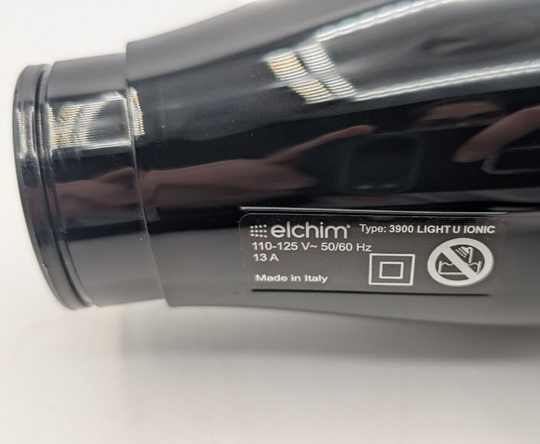 elchim® Type: 3900 LIGHT U IONIC
110-125 V~ 50/60 Hz
13 A
Made in Italy